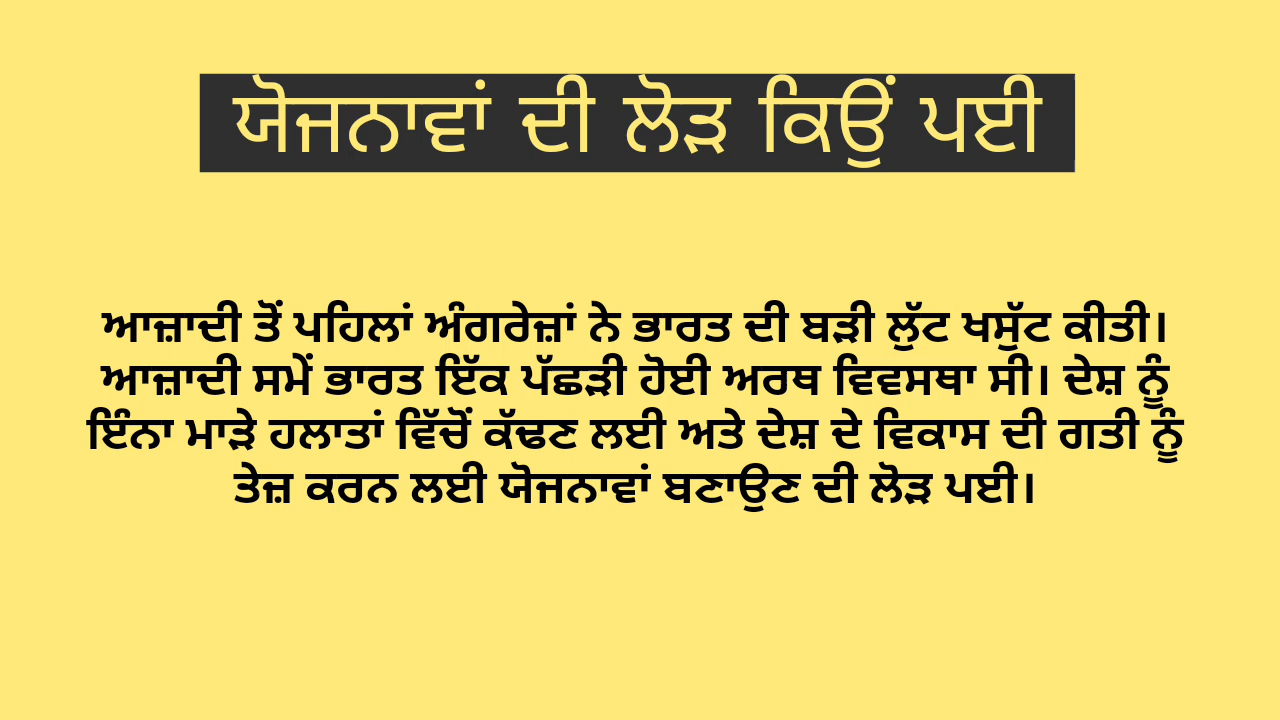 ਯੋਜਨਾਵਾਂ ਦੀ ਲੋੜ ਕਿਉਂ ਪਈ
ਆਜ਼ਾਦੀ ਤੋਂ ਪਹਿਲਾਂ ਅੰਗਰੇਜ਼ਾਂ ਨੇ ਭਾਰਤ ਦੀ ਬੜੀ ਲੁੱਟ ਖਸੁੱਟ ਕੀਤੀ।
ਆਜ਼ਾਦੀ ਸਮੇਂ ਭਾਰਤ ਇੱਕ ਪੱਛੜੀ ਹੋਈ ਅਰਥ ਵਿਵਸਥਾ ਸੀ। ਦੇਸ਼ ਨੂੰ
ਇੰਨਾ ਮਾੜੇ ਹਲਾਤਾਂ ਵਿੱਚੋਂ ਕੱਢਣ ਲਈ ਅਤੇ ਦੇਸ਼ ਦੇ ਵਿਕਾਸ ਦੀ ਗਤੀ ਨੂੰ
ਤੇਜ਼ ਕਰਨ ਲਈ ਯੋਜਨਾਵਾਂ ਬਣਾਉਣ ਦੀ ਲੋੜ ਪਈ।